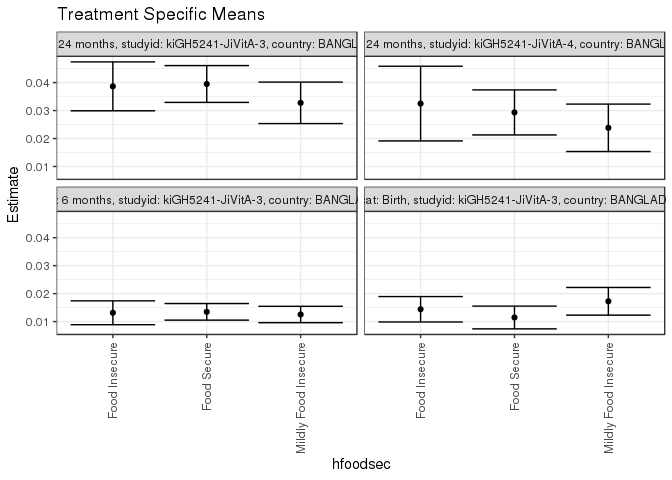 Treatment Specific Means
24 months, studyid: kiGH5241-JiVitA-3, country: BANGL
24 months, studyid: kiGH5241-JiVitA-4, country: BANGL
0.04
0.03
0.02
0.01
: 6 months, studyid: kiGH5241-JiVitA-3, country: BANGLA
at: Birth, studyid: kiGH5241-JiVitA-3, country: BANGLAD
0.04
0.03
0.02
0.01
Estimate
Food Insecure
Food Secure
Mildly Food Insecure
Food Insecure
Food Secure
Mildly Food Insecure
hfoodsec